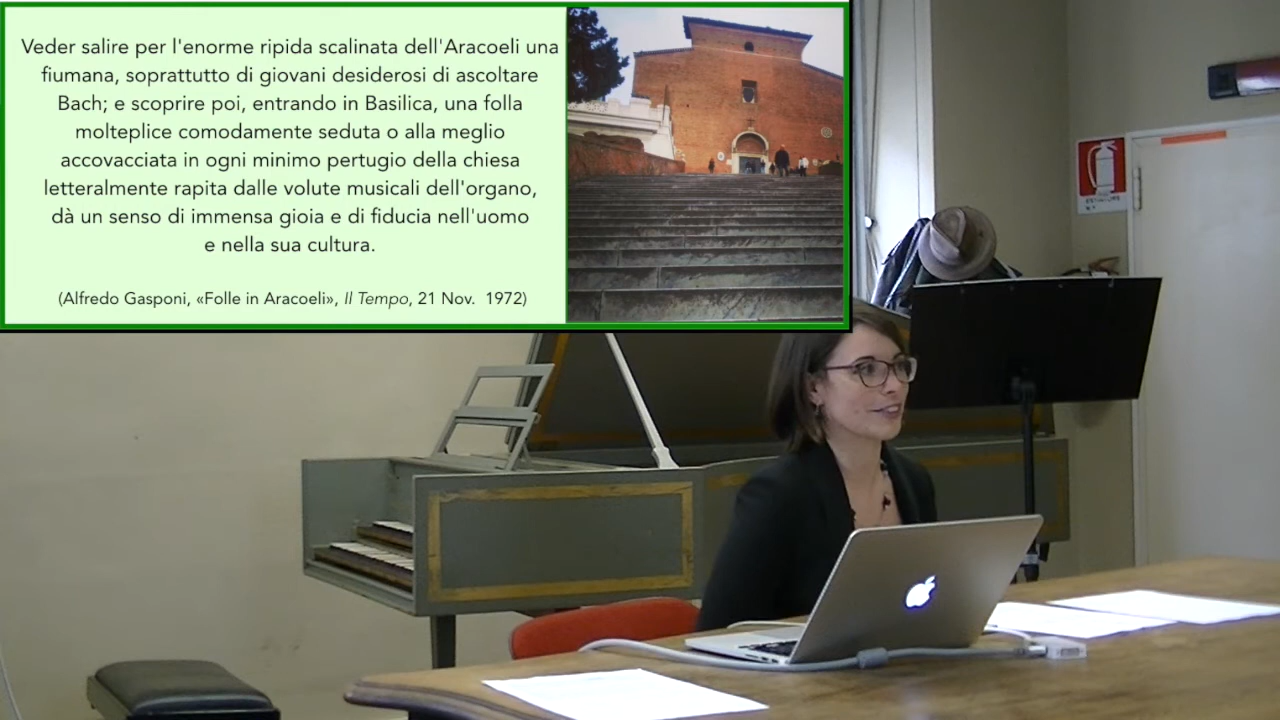 Veder salire per l'enorme ripida scalinata dell'Aracoeli una
fiumana, soprattutto di giovani desiderosi di ascoltare
Bach; e scoprire poi, entrando in Basilica, una folla
molteplice comodamente seduta o alla meglio
accovacciata in ogni minimo pertugio della chiesa
letteralmente rapita dalle volute musicali dell'organo,
dà un senso di immensa gioia e di fiducia nell'uomo
e nella sua cultura.
(Alfredo Gasponi, «Folle in Aracoeli», Il Tempo, 21 Nov. 1972)
ESTINTORE